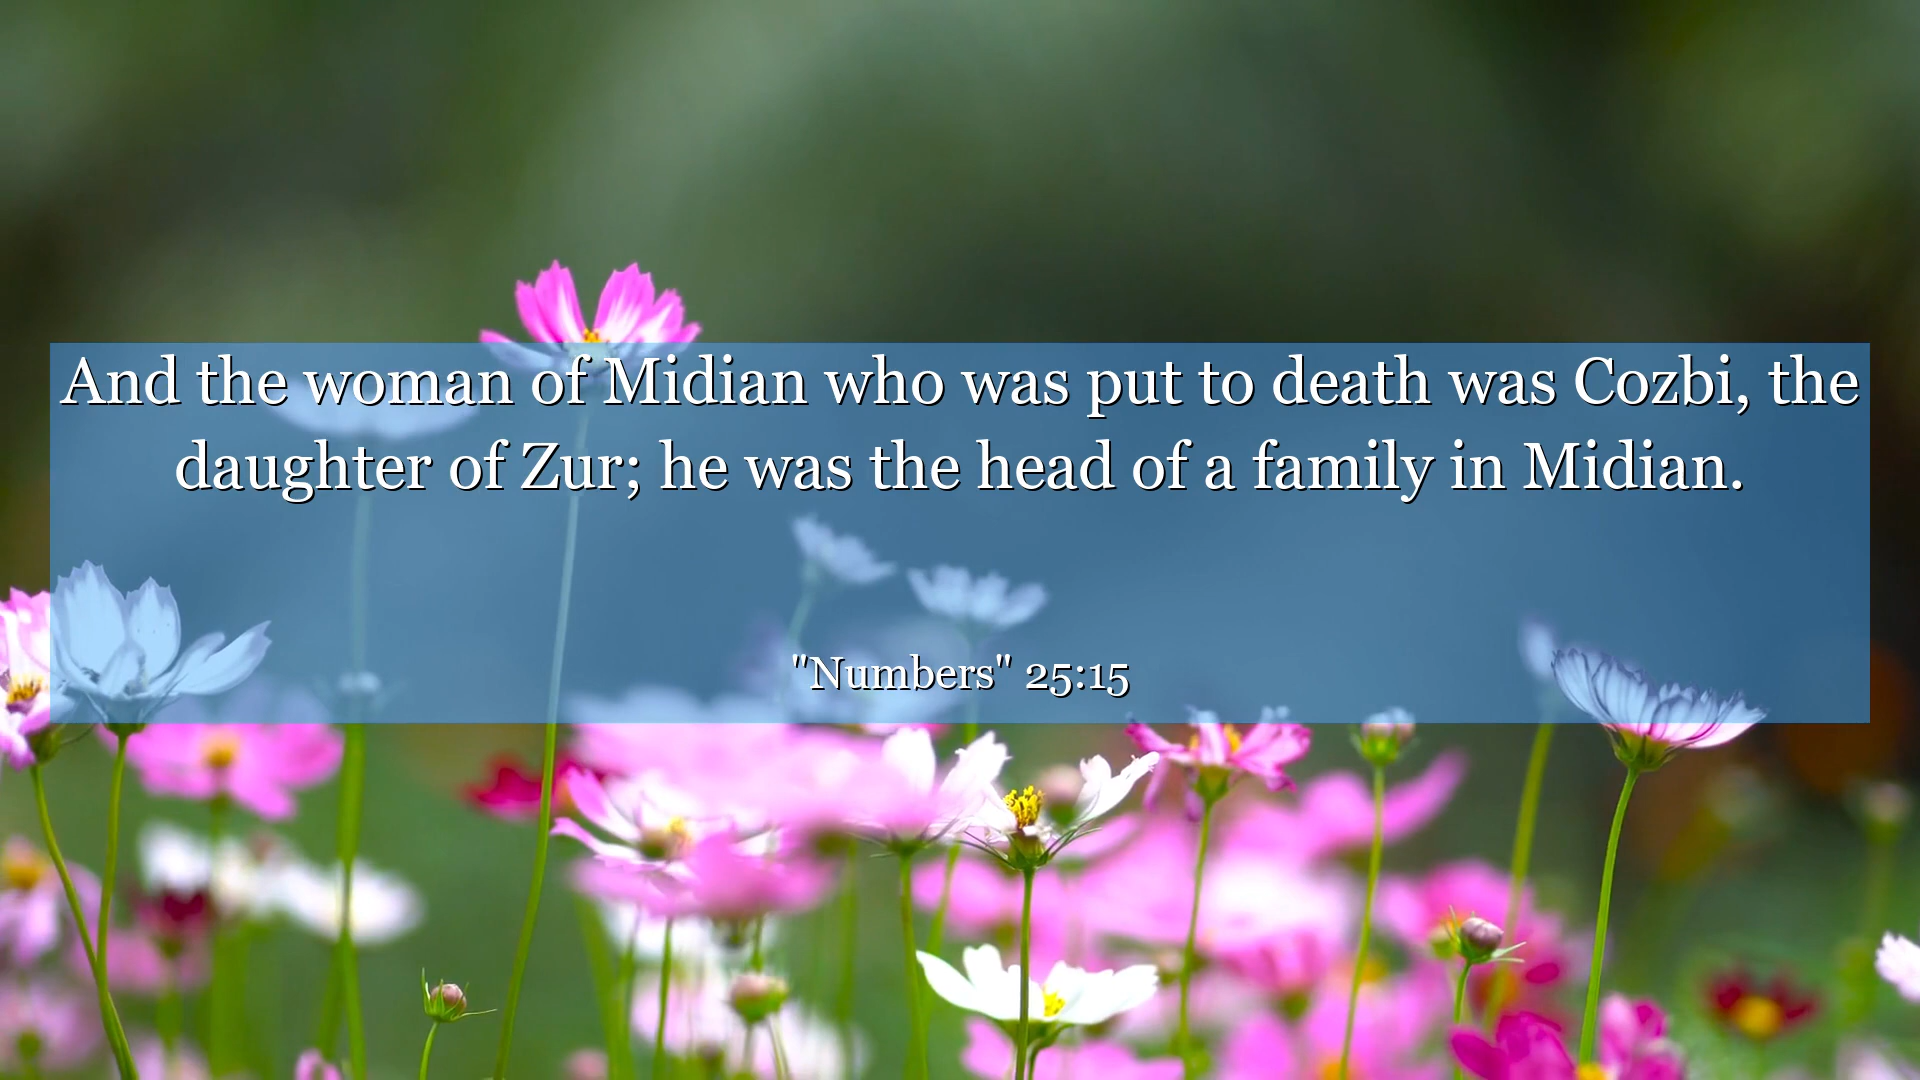 And the woman of Midian who was put to death was Cozbi, the
daughter of Zur; he was the head of a family in Midian.
"Numbers" 25:15